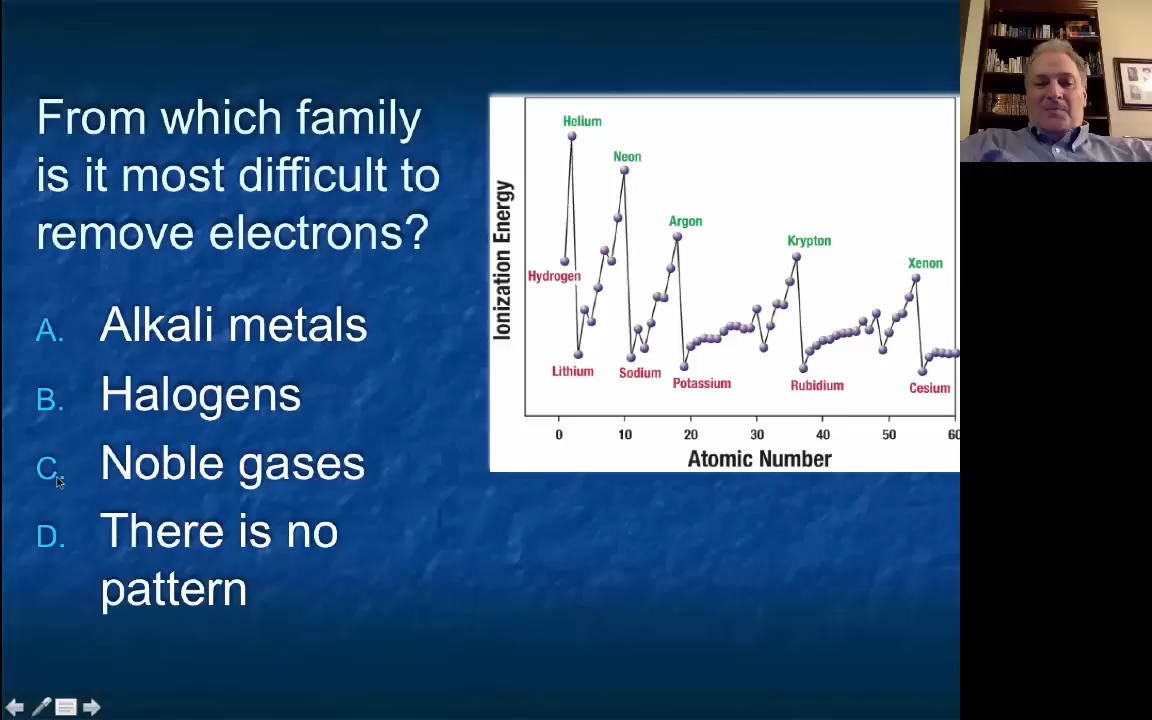 From which family
is it most difficult to
remove electrons?
A. Alkali metals
B. Halogens
C. Noble gases
D. There is no
pattern
Ionization Energy
Helium
Neon
Argon
Krypton
Xenon
Hydrogen
Lithium
Sodium
Potassium
Rubidium
Cesium
0 10 20 30 40 50 60
Atomic Number